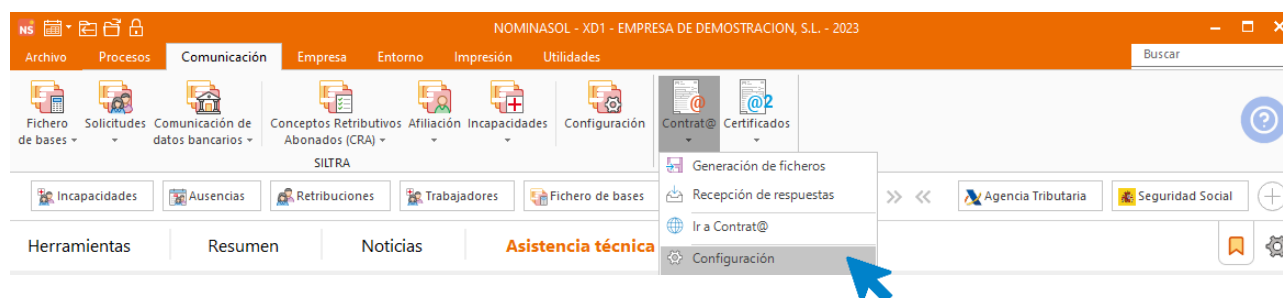 NS
NOMINASOL - XD1 - EMPRESA DE DEMOSTRACION, S.L. - 2023
Archivo Procesos Comunicación Empresa Entorno Impresión Utilidades Buscar
Fichero de bases
Solicitudes
Comunicación de datos bancarios
Conceptos Retributivos Abonados (CRA)
Afiliación
Incapacidades
Configuración
SILTRA
@
Contrat@
@2
Certificados
?
Generación de ficheros
Recepción de respuestas
Ir a Contrat@
Configuración
Incapacidades Ausencias Retribuciones Trabajadores Fichero de bases Agencia Tributaria Seguridad Social
Herramientas Resumen Noticias Asistencia técnica